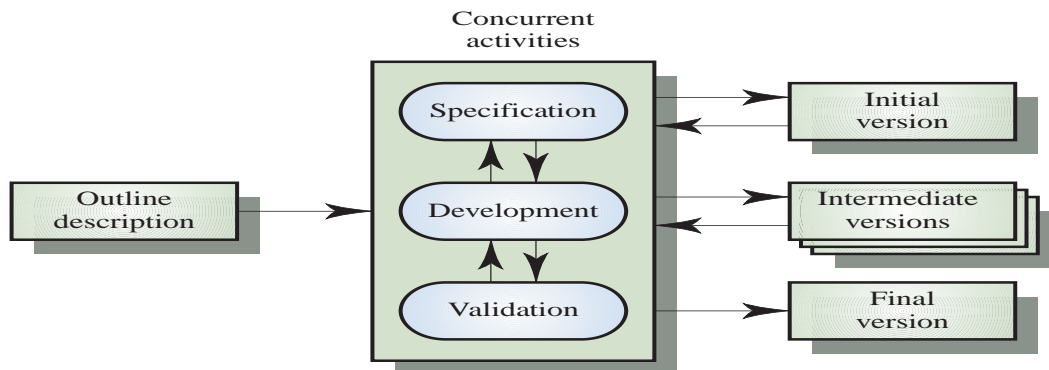 Concurrent
activities
Specification
Initial
version
Outline
description
Development
Intermediate
versions
Validation
Final
version